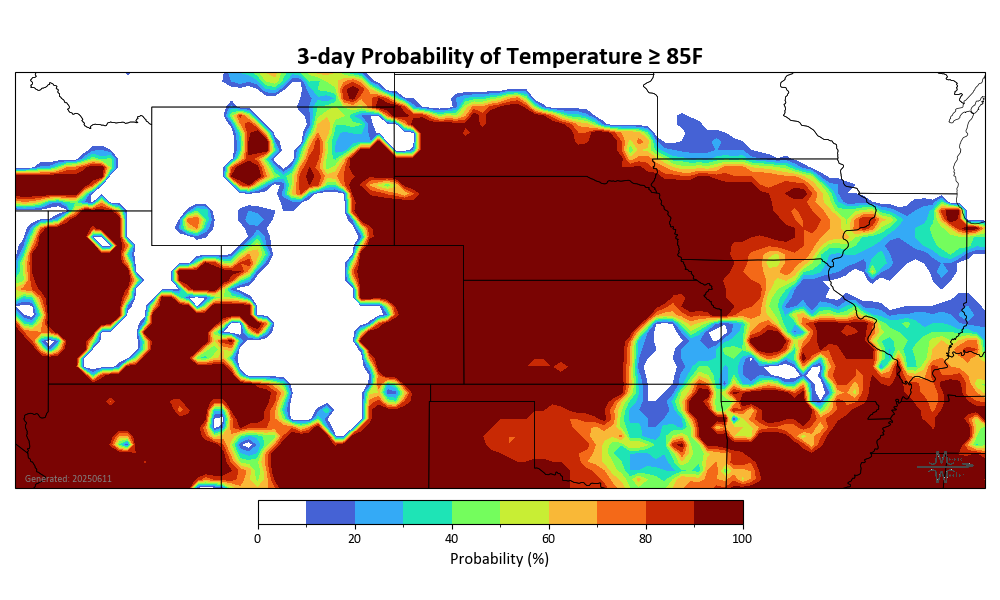 3-day Probability of Temperature ≥ 85F
Generated: 20250611
0 20 40 60 80 100
Probability (%)